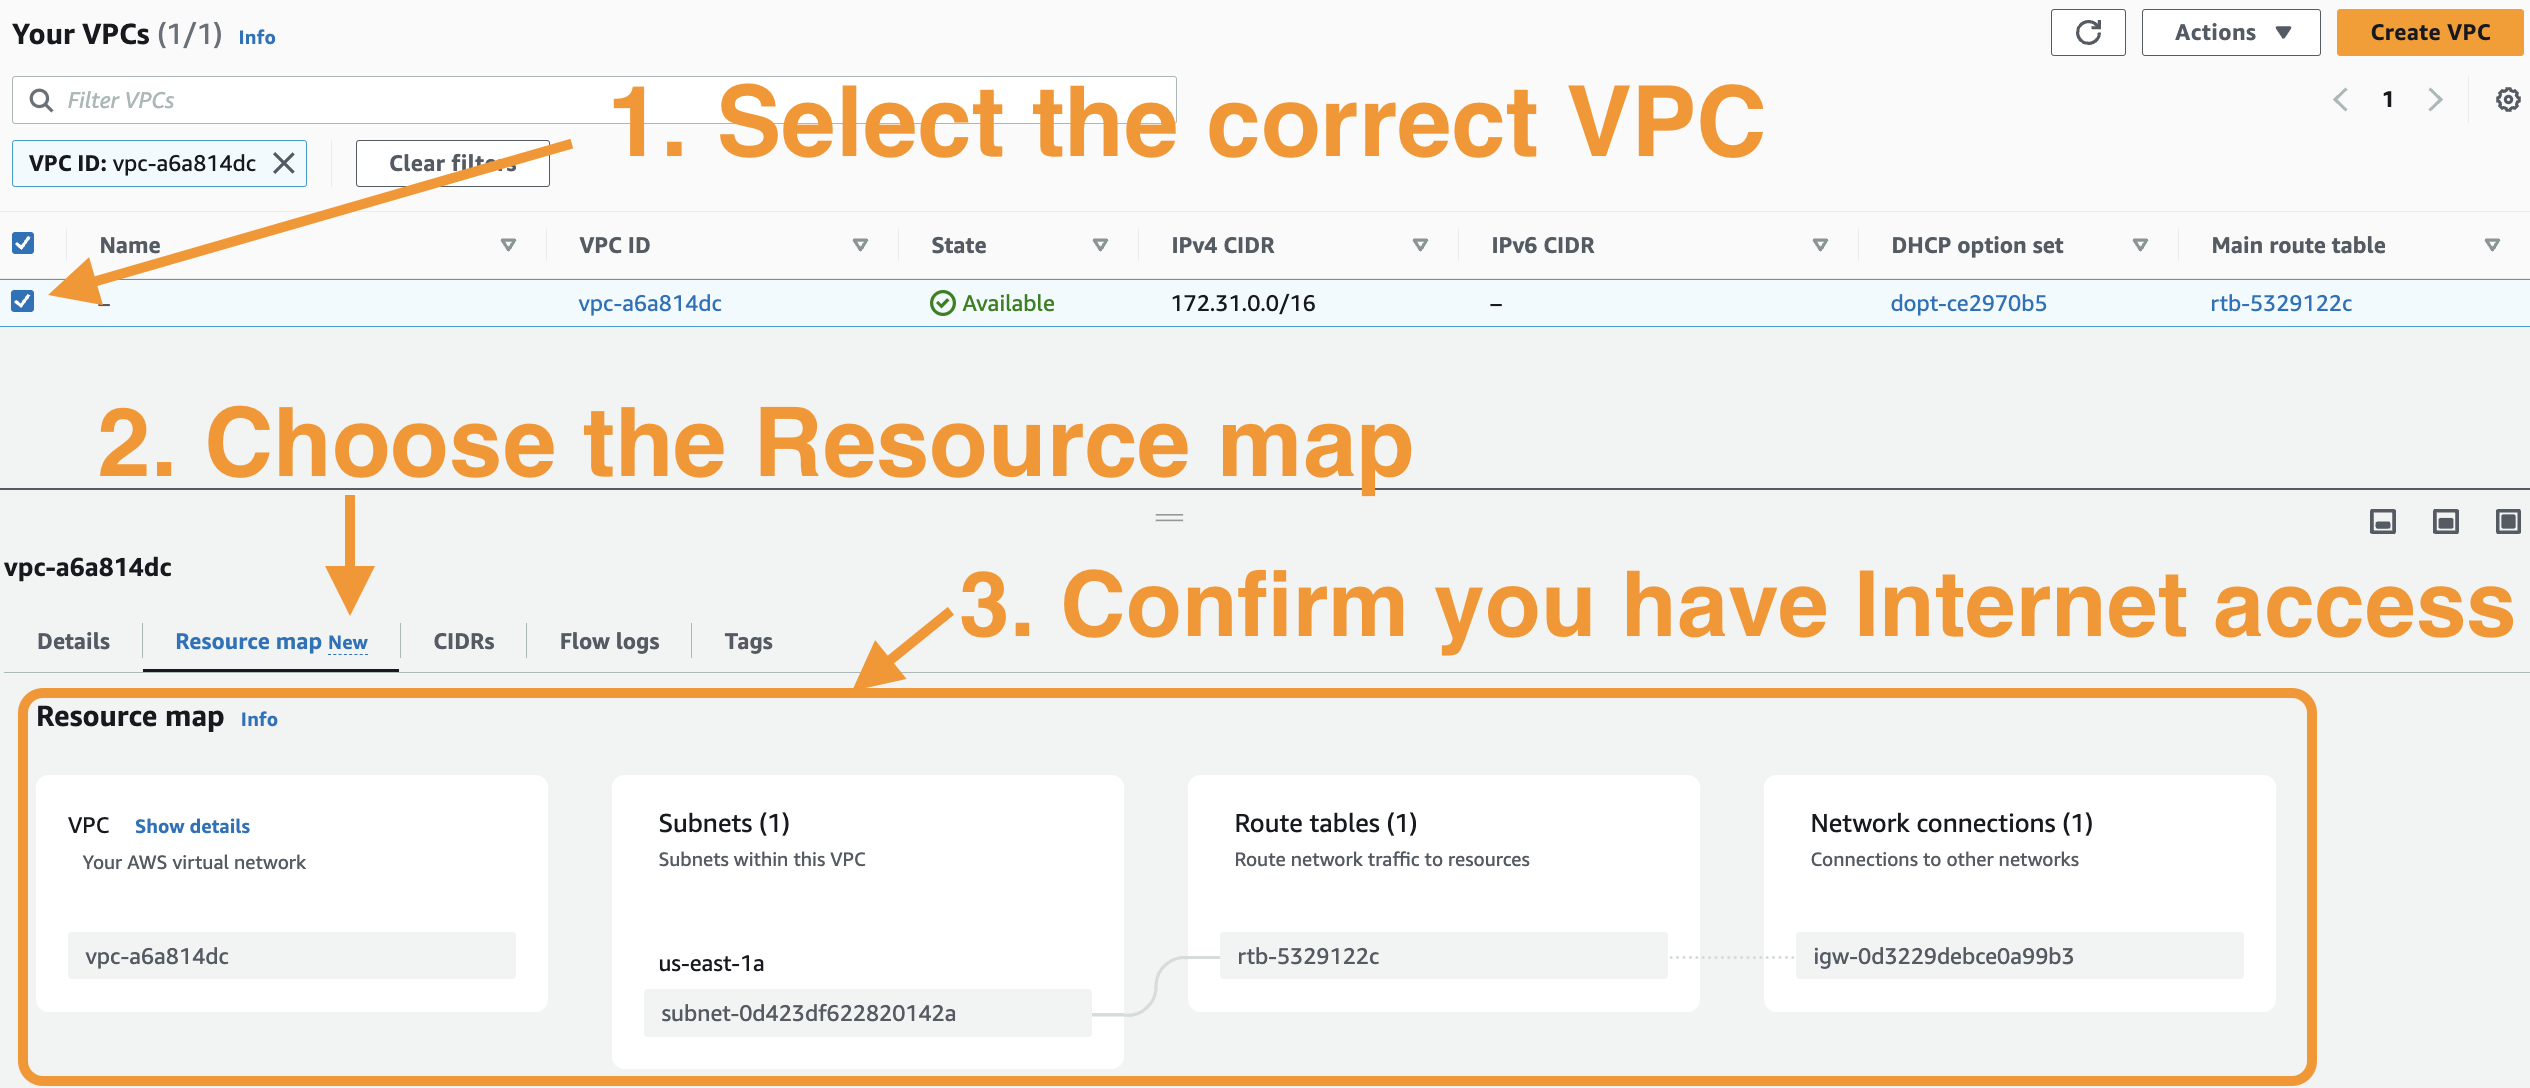 Your VPCs (1/1) Info
Actions
Create VPC
Filter VPCs
1
1. Select the correct VPC
VPC ID: vpc-a6a814dc
Clear filters
Name VPC ID State IPv4 CIDR IPv6 CIDR DHCP option set Main route table
– vpc-a6a814dc Available 172.31.0.0/16 – dopt-ce2970b5 rtb-5329122c
2. Choose the Resource map
vpc-a6a814dc
3. Confirm you have Internet access
Details Resource map New CIDRs Flow logs Tags
Resource map Info
VPC Show details
Your AWS virtual network
vpc-a6a814dc
Subnets (1)
Subnets within this VPC
us-east-1a
subnet-0d423df622820142a
Route tables (1)
Route network traffic to resources
rtb-5329122c
Network connections (1)
Connections to other networks
igw-0d3229debce0a99b3